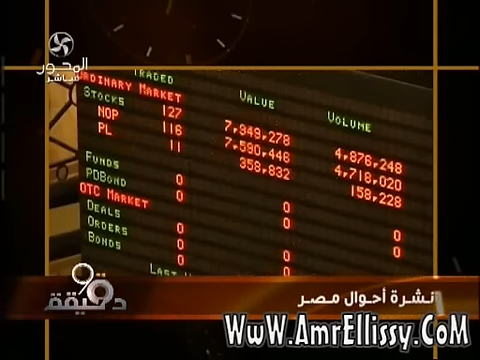 المحور
مباشر
TRADED VALUE VOLUME
ORDINARY MARKET
STOCKS 127 7,949,278 4,876,248
NOP 116 7,590,446 4,718,020
PL 11 358,832 158,228
FUNDS 0 0 0
PDBOND 0 0 0
OTC MARKET
DEALS 0 0 0
ORDERS 0
BONDS 0
LAST
90 دقيقة
نشرة أحوال مصر
WwW.AmrEllissy.CoM